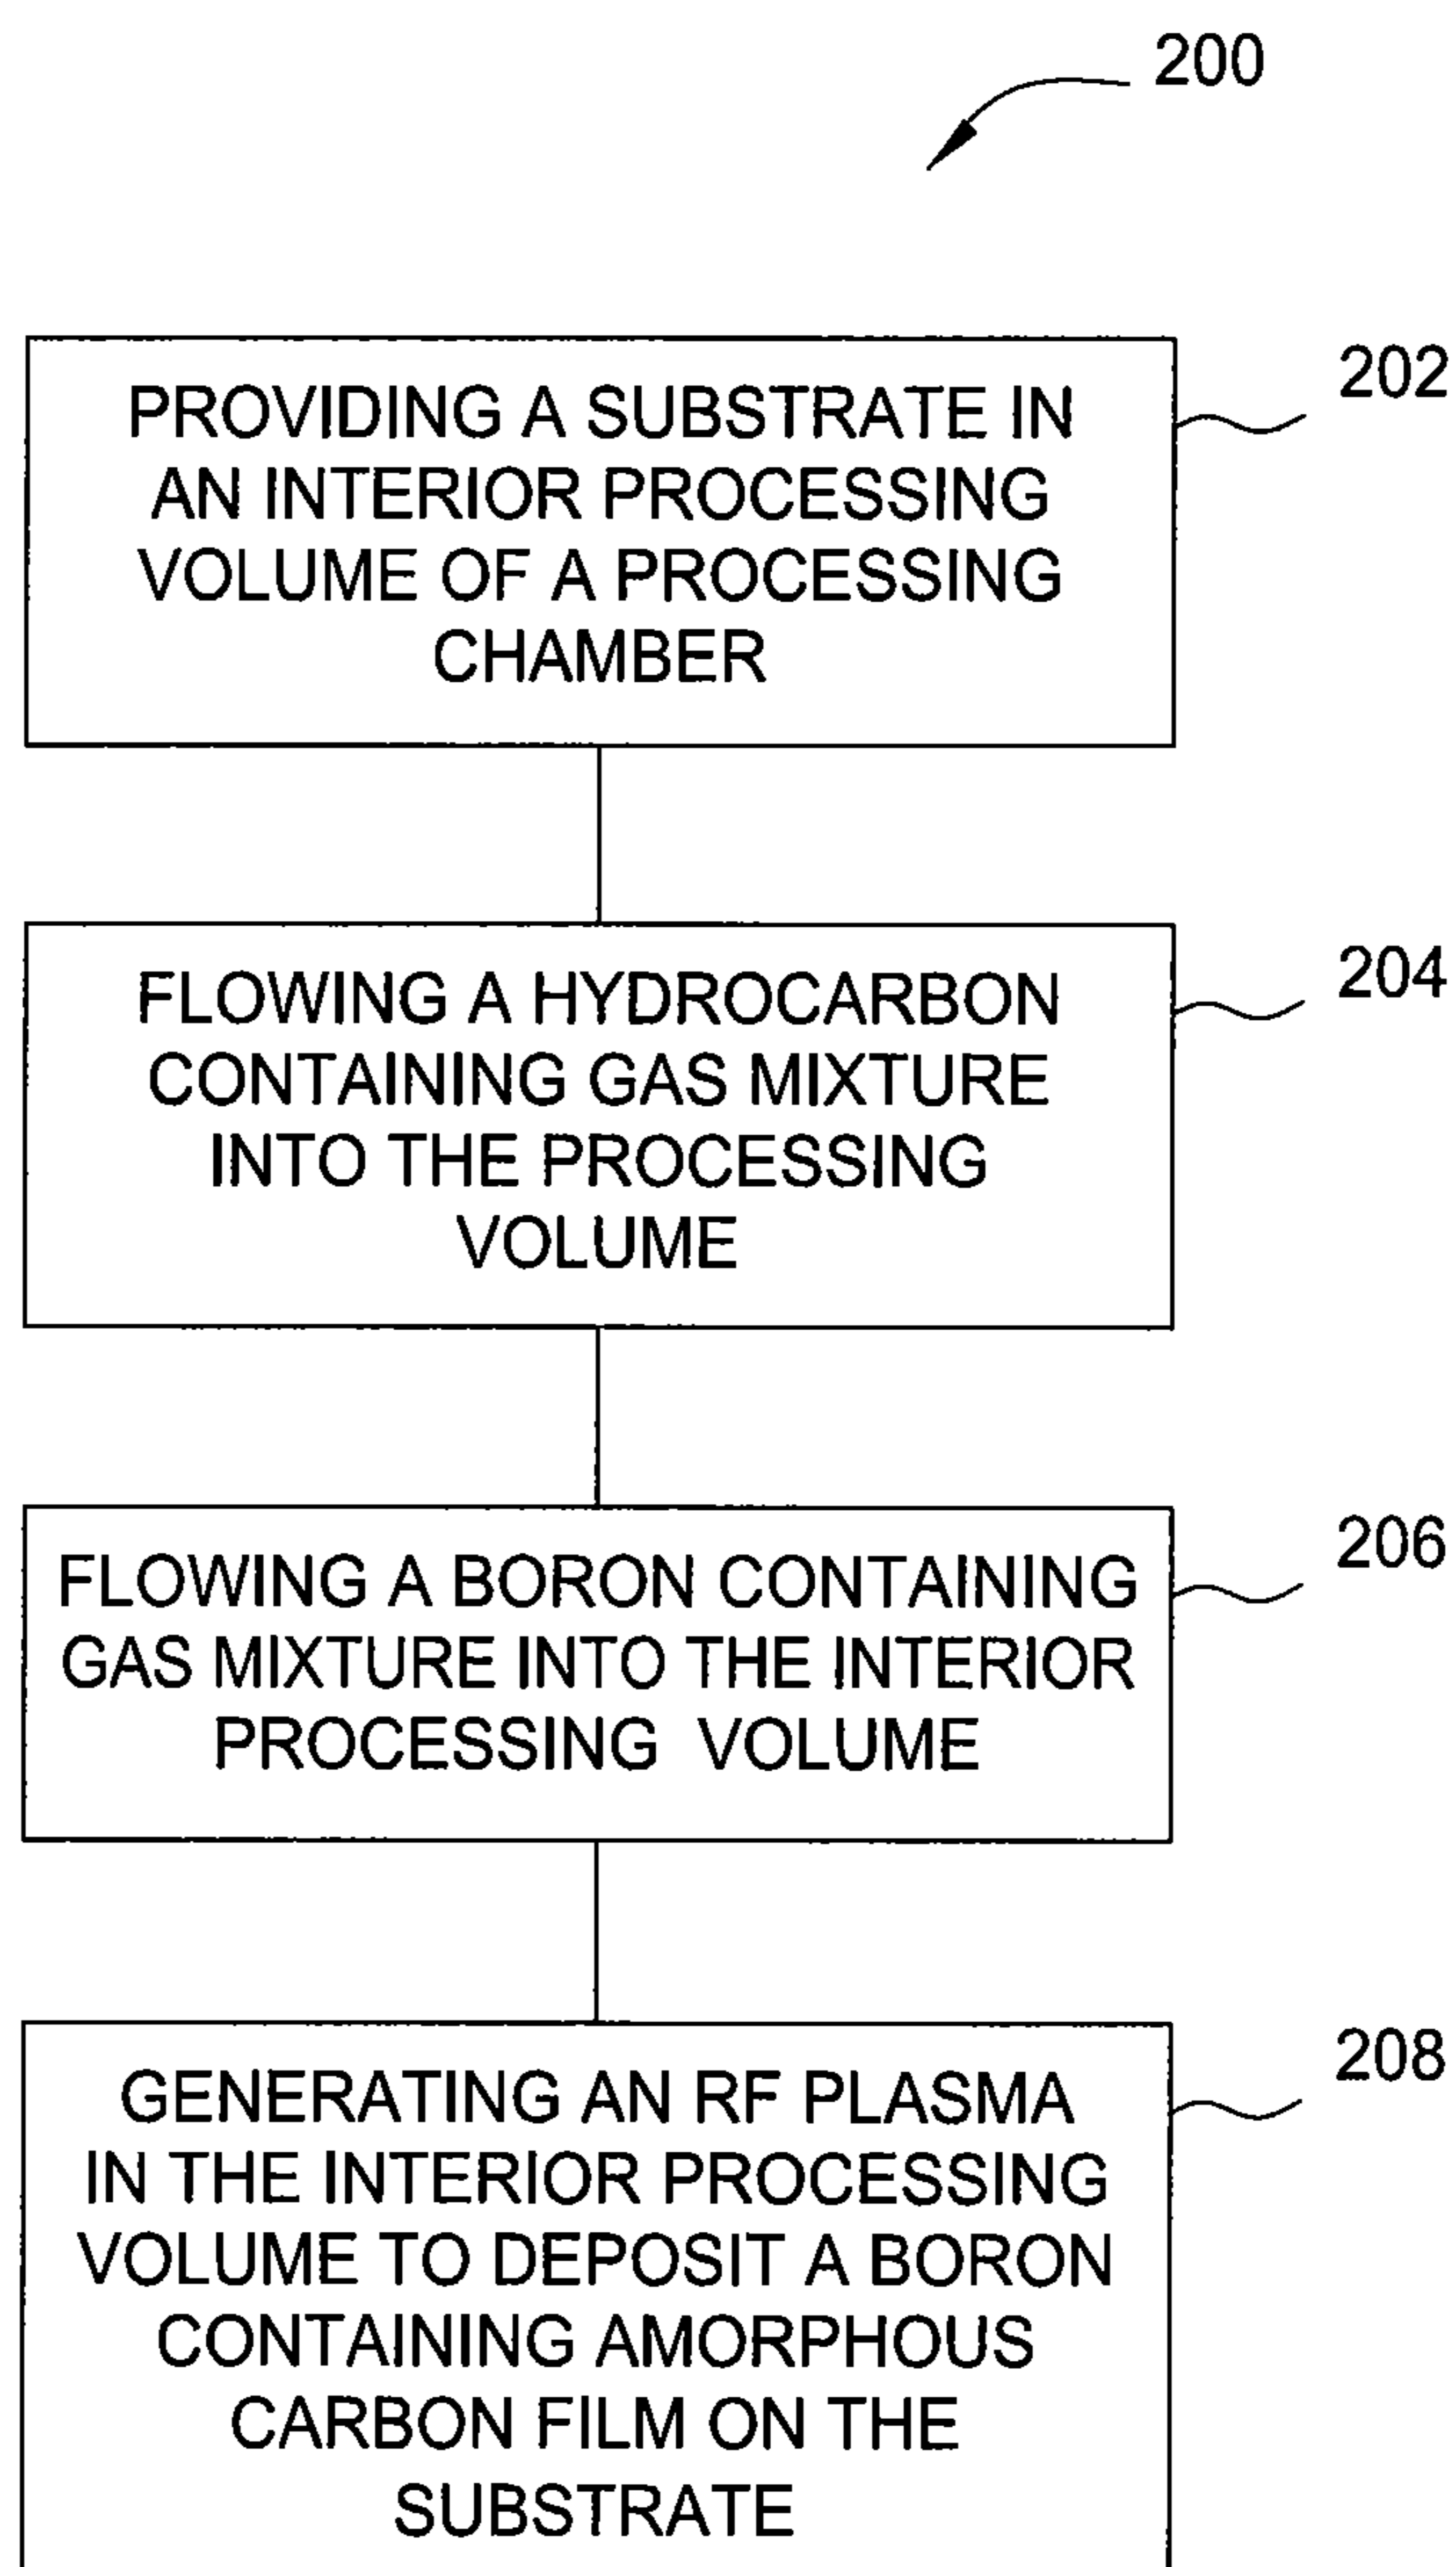 200
PROVIDING A SUBSTRATE IN
AN INTERIOR PROCESSING
VOLUME OF A PROCESSING
CHAMBER
202
FLOWING A HYDROCARBON
CONTAINING GAS MIXTURE
INTO THE PROCESSING
VOLUME
204
FLOWING A BORON CONTAINING
GAS MIXTURE INTO THE INTERIOR
PROCESSING VOLUME
206
GENERATING AN RF PLASMA
IN THE INTERIOR PROCESSING
VOLUME TO DEPOSIT A BORON
CONTAINING AMORPHOUS
CARBON FILM ON THE
SUBSTRATE
208